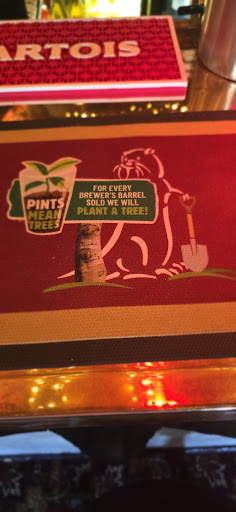 ARTOIS
PINTS
MEAN
TREES
FOR EVERY
BREWER'S BARREL
SOLD WE WILL
PLANT A TREE!